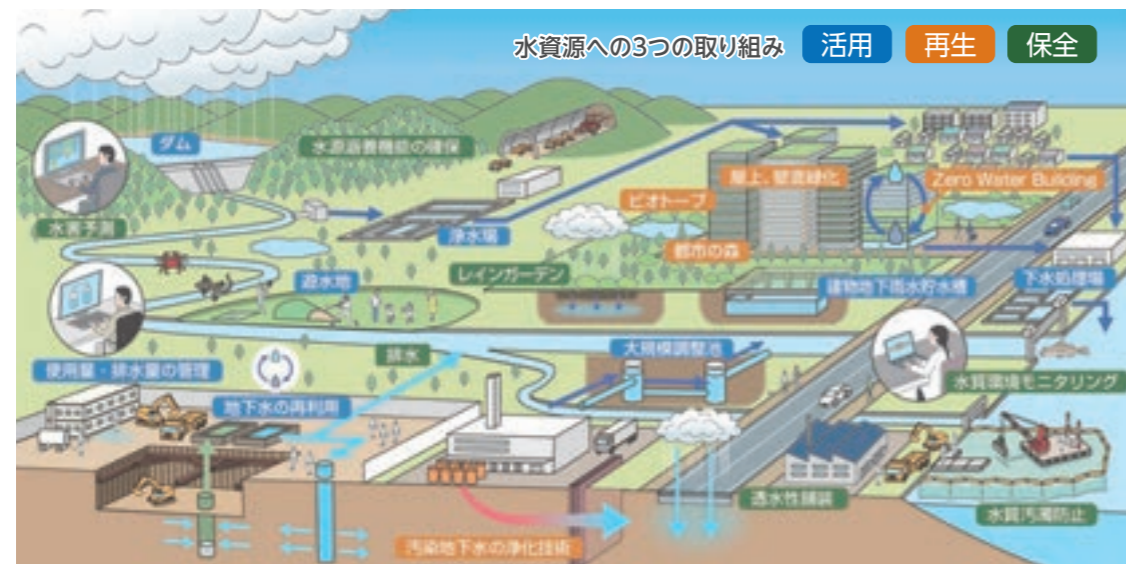 水資源への3つの取り組み 活用 再生 保全
ダム
水源涵養機能の確保
屋上、壁面緑化
Zero Water Building
ビオトープ
水害予測
浄水場
都市の森
レインガーデン
遊水地
建物地下雨水貯水槽
下水処理場
排水
大規模調整池
使用量・排水量の管理
水質環境モニタリング
地下水の再利用
透水性舗装
水質汚濁防止
汚染地下水の浄化技術